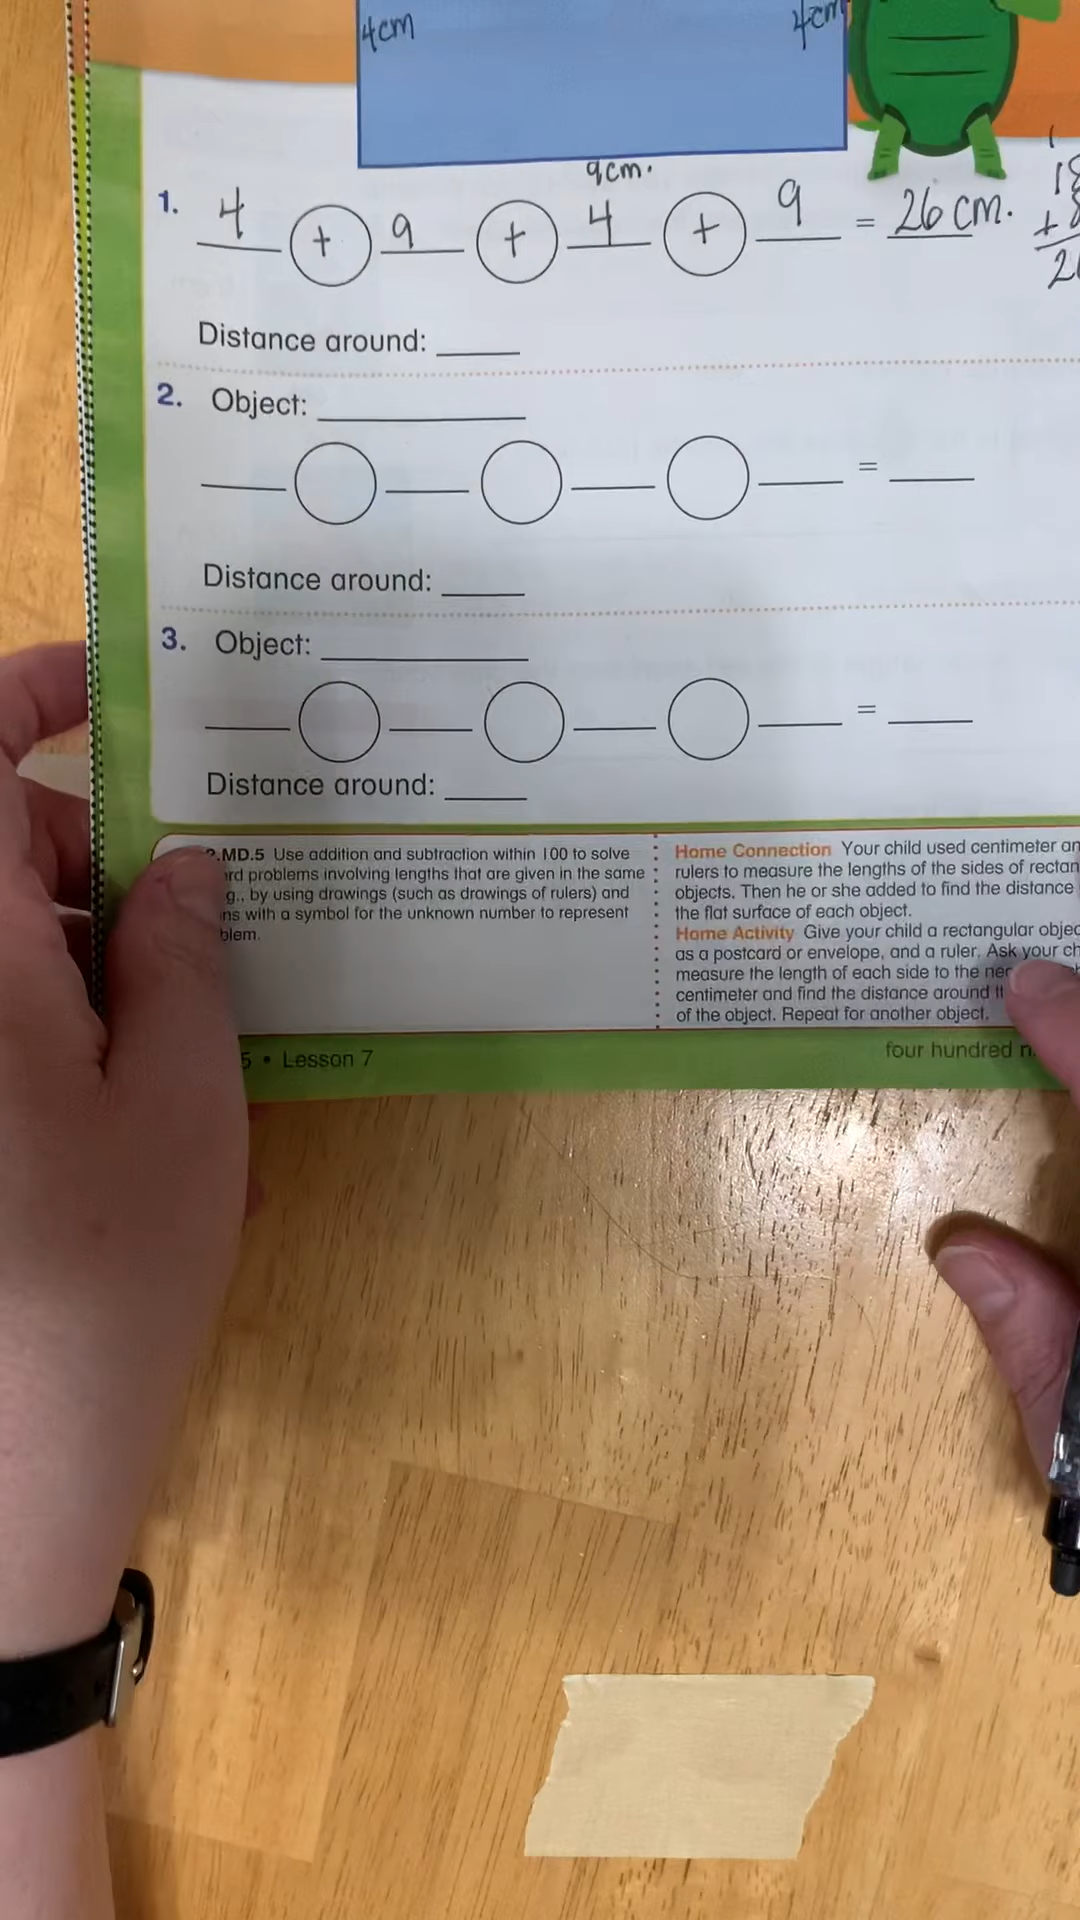 4cm 4cm
9cm.
1. 4 + 9 + 4 + 9 = 26 cm.
Distance around:
2. Object:
=
Distance around:
3. Object:
=
Distance around:
.MD.5 Use addition and subtraction within 100 to solve
problems involving lengths that are given in the same
g., by using drawings (such as drawings of rulers) and
with a symbol for the unknown number to represent
Home Connection Your child used centimeter
rulers to measure the lengths of the sides of
objects. Then he or she added to find the distance
the flat surface of each object.
Home Activity Give your child a rectangular
as a postcard or envelope, and a ruler. Ask your
measure the length of each side to the
centimeter and find the distance around
of the object. Repeat for another object.
5 • Lesson 7
four hundred